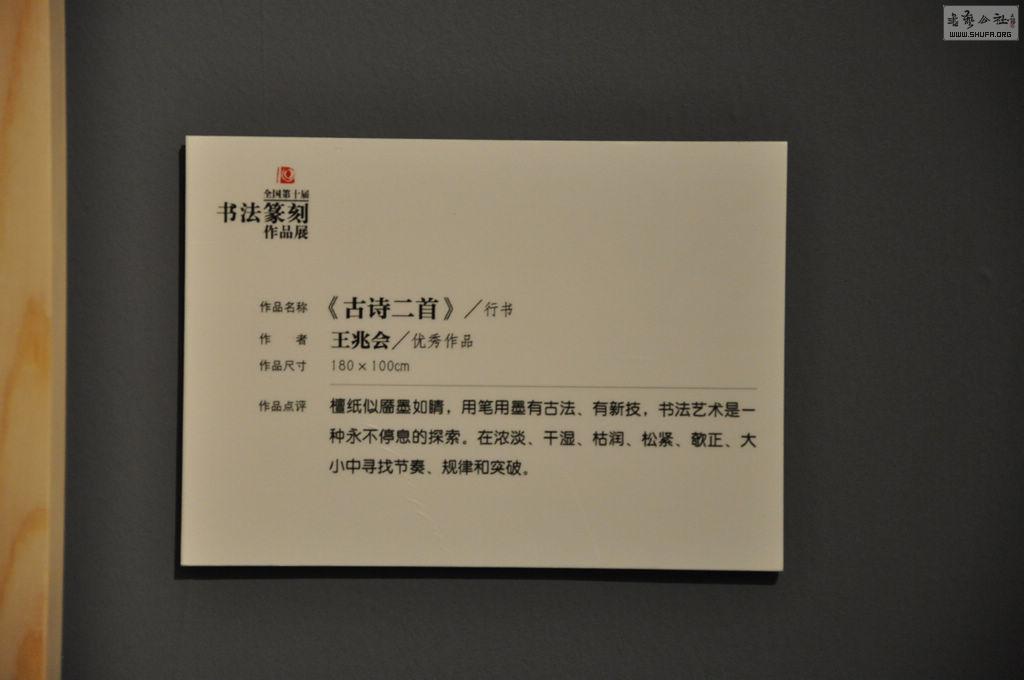 全国第十届
书法篆刻
作品展
作品名称 《古诗二首》／行书
作者 王兆会／优秀作品
作品尺寸 180×100cm
作品点评 檀纸似靥墨如睛，用笔用墨有古法、有新技，书法艺术是一
种永不停息的探索。在浓淡、干湿、枯润、松紧、欹正、大
小中寻找节奏、规律和突破。
WWW.SHUFA.ORG